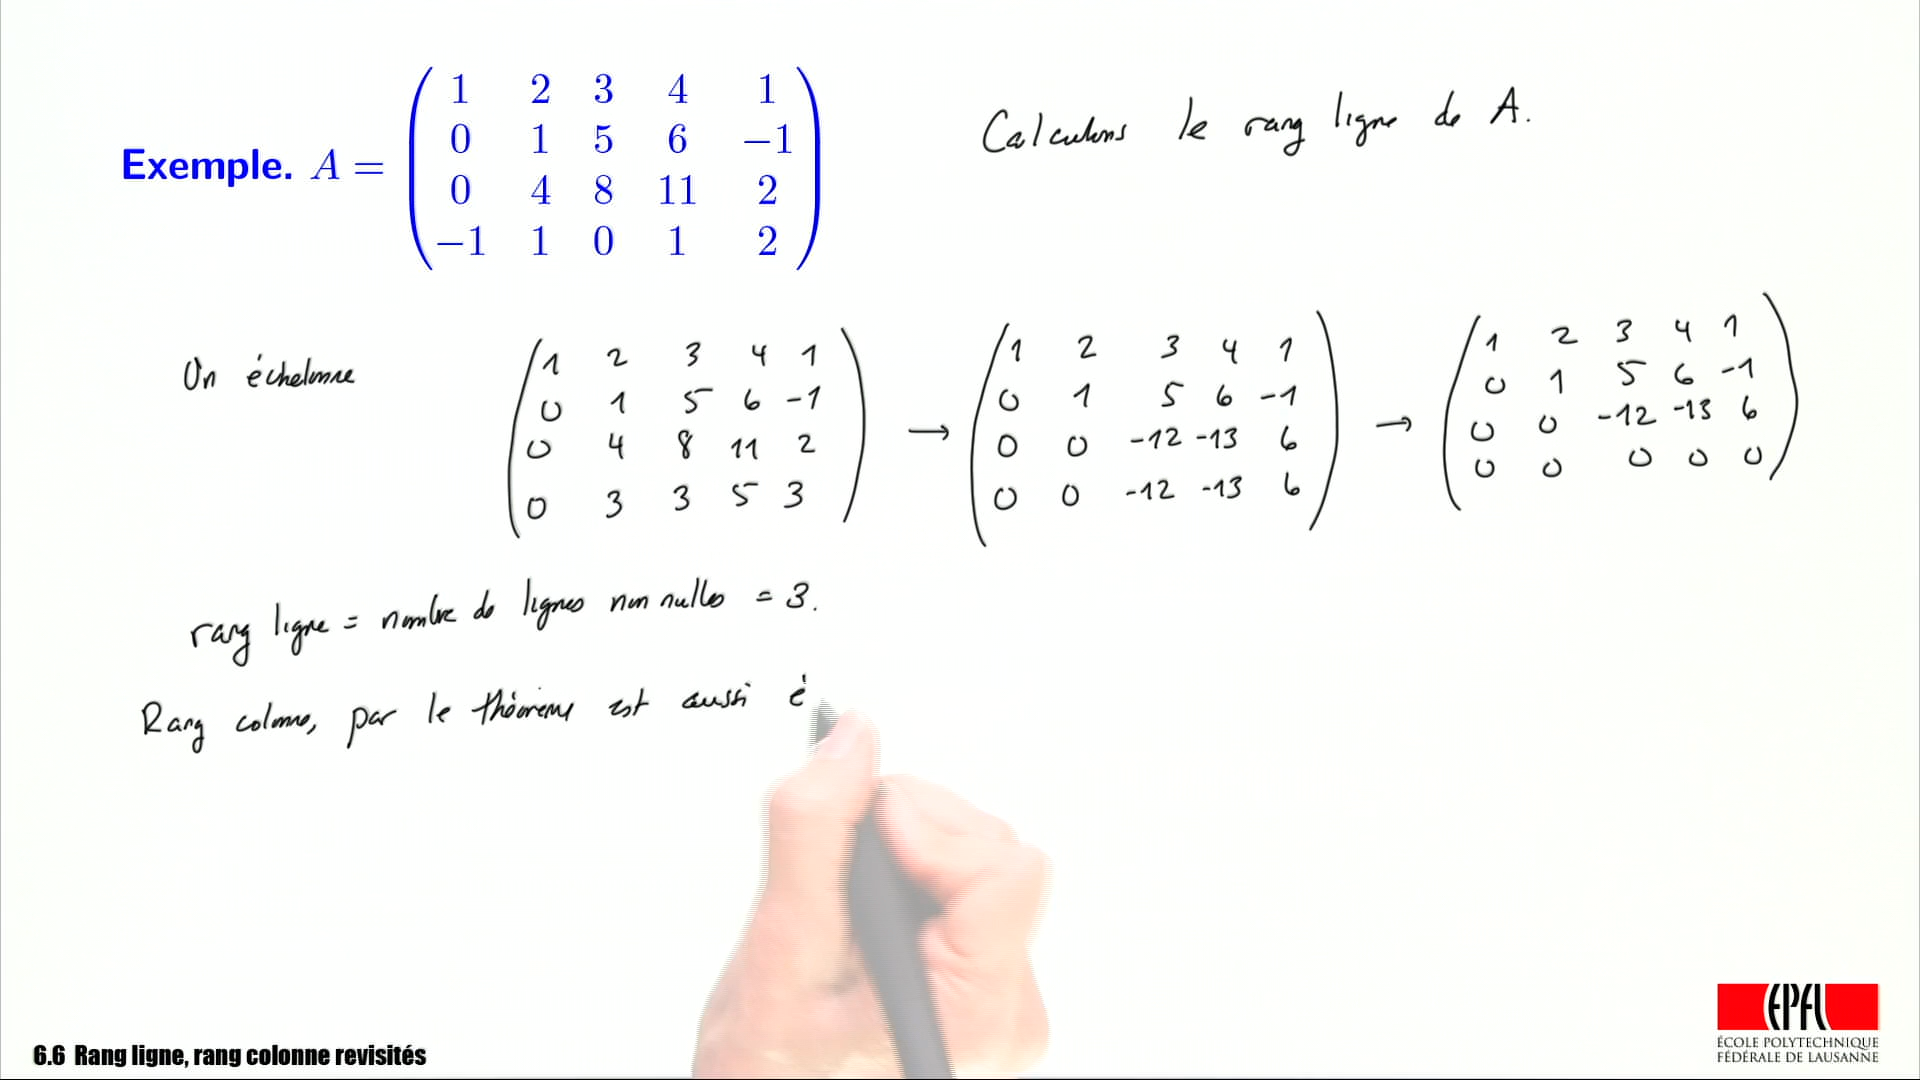 Exemple. A = ( 1 2 3 4 1
0 1 5 6 −1
0 4 8 11 2
−1 1 0 1 2 )
Calculons le rang ligne de A.
On échelonne
( 1 2 3 4 1
0 1 5 6 -1
0 4 8 11 2
0 3 3 5 3 )
→ ( 1 2 3 4 1
0 1 5 6 -1
0 0 -12 -13 6
0 0 -12 -13 6 )
→ ( 1 2 3 4 1
0 1 5 6 -1
0 0 -12 -13 6
0 0 0 0 0 )
rang ligne = nombre de lignes non nulles = 3.
Rang colonne, par le théorème est aussi é
6.6 Rang ligne, rang colonne revisités
EPFL
ÉCOLE POLYTECHNIQUE
FÉDÉRALE DE LAUSANNE